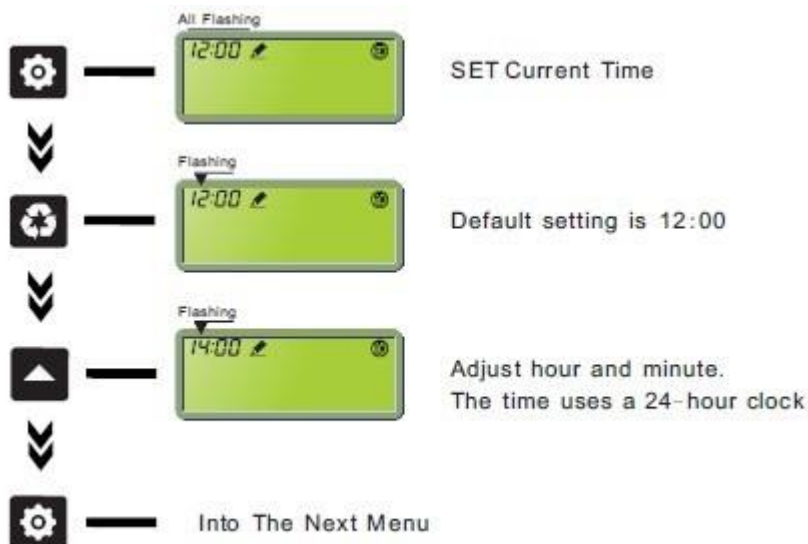 All Flashing
12:00
SET Current Time
Flashing
12:00
Default setting is 12:00
Flashing
14:00
Adjust hour and minute.
The time uses a 24-hour clock
Into The Next Menu